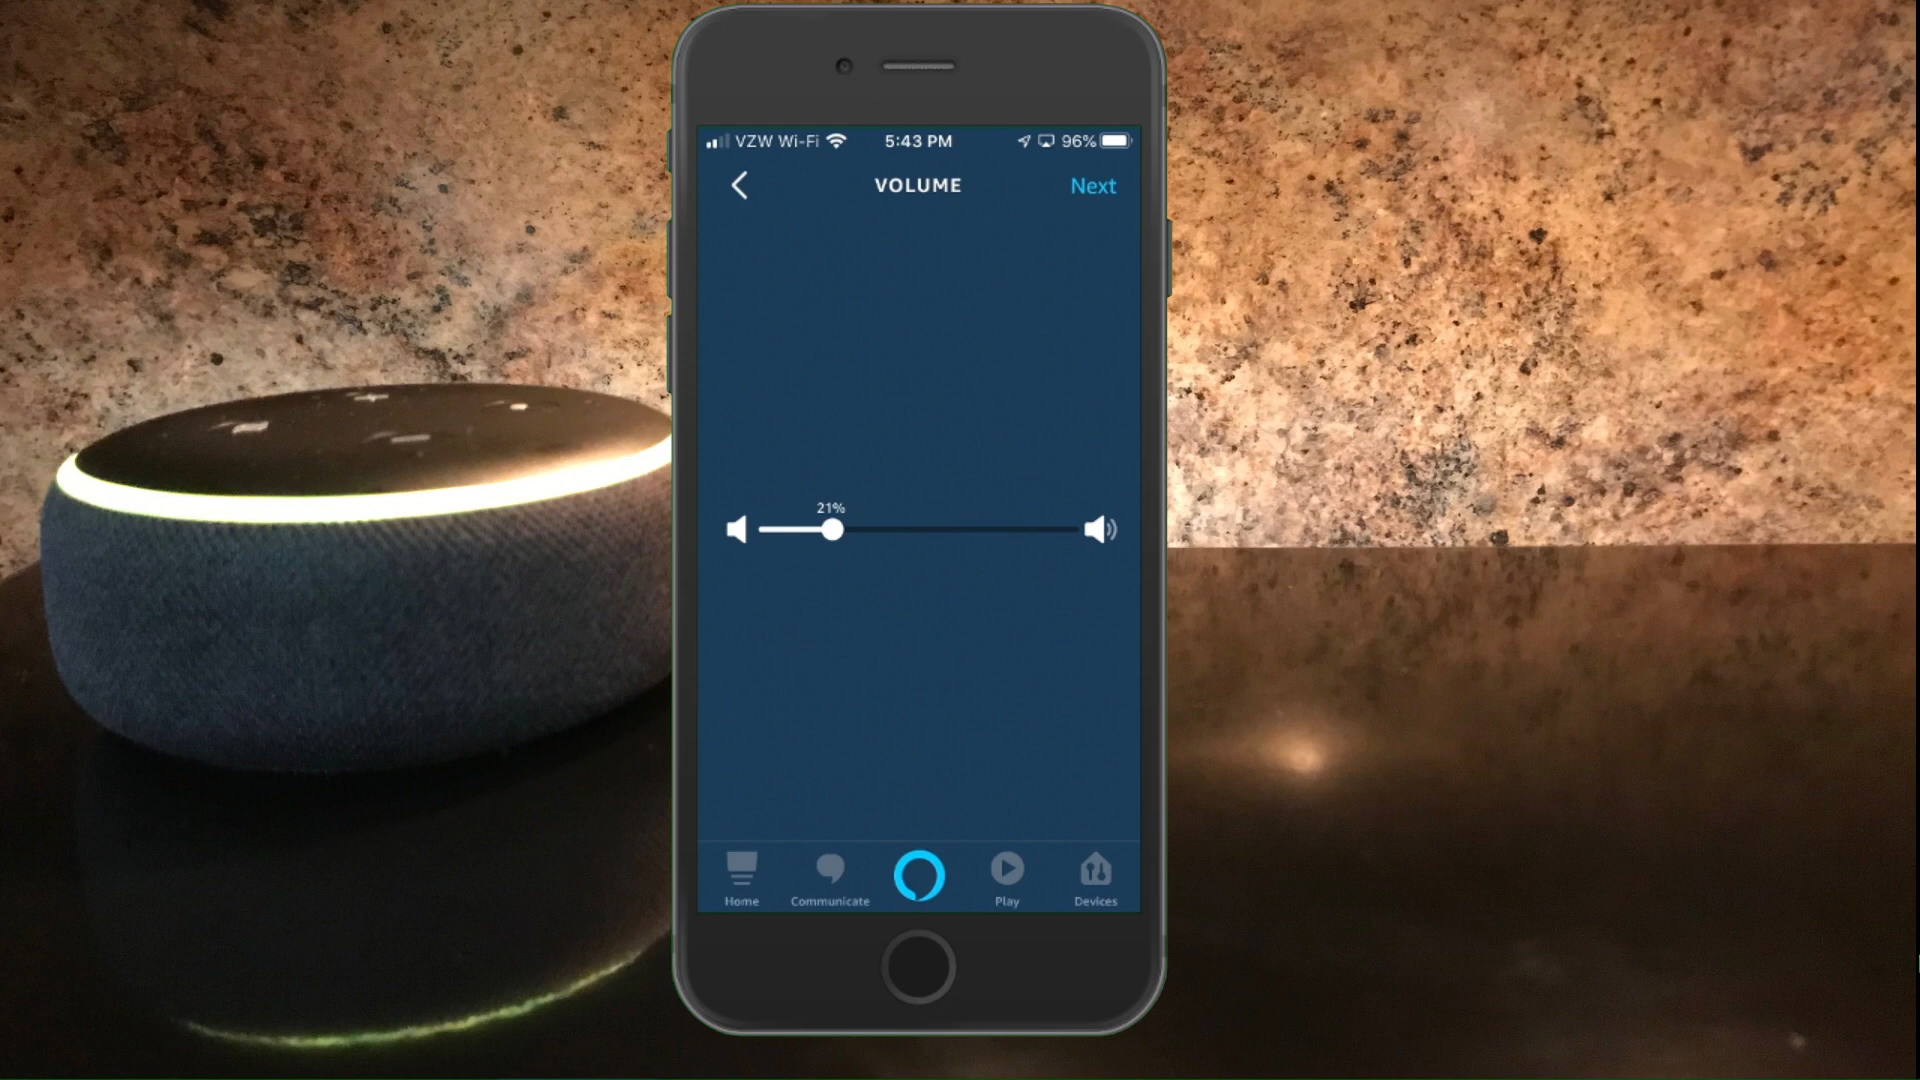 VZW Wi-Fi 5:43 PM 96%
VOLUME Next
21%
Home Communicate Play Devices